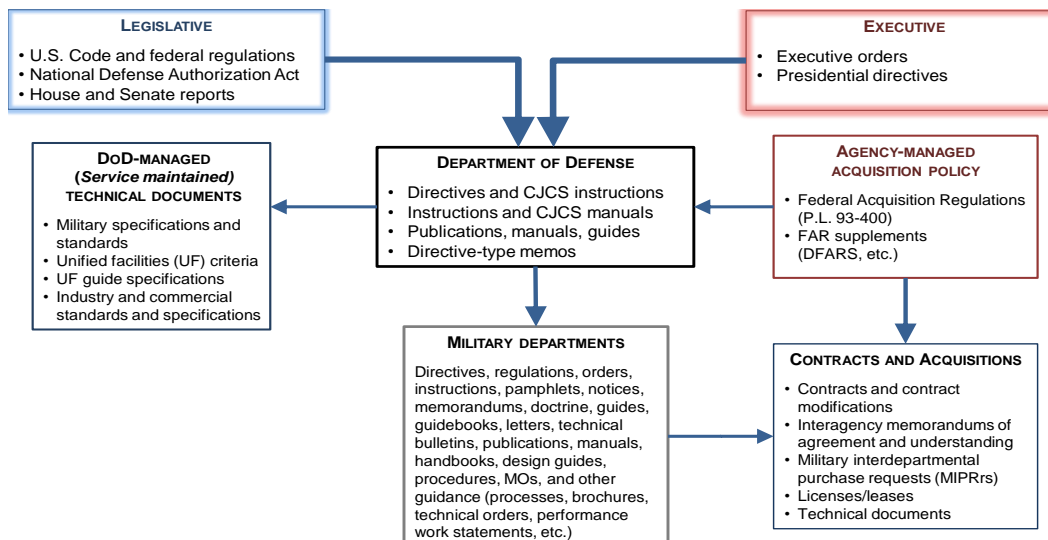 LEGISLATIVE
• U.S. Code and federal regulations
• National Defense Authorization Act
• House and Senate reports
EXECUTIVE
• Executive orders
• Presidential directives
DOD-MANAGED
(Service maintained)
TECHNICAL DOCUMENTS
• Military specifications and
standards
• Unified facilities (UF) criteria
• UF guide specifications
• Industry and commercial
standards and specifications
DEPARTMENT OF DEFENSE
• Directives and CJCS instructions
• Instructions and CJCS manuals
• Publications, manuals, guides
• Directive-type memos
AGENCY-MANAGED
ACQUISITION POLICY
• Federal Acquisition Regulations
(P.L. 93-400)
• FAR supplements
(DFARS, etc.)
MILITARY DEPARTMENTS
Directives, regulations, orders,
instructions, pamphlets, notices,
memorandums, doctrine, guides,
guidebooks, letters, technical
bulletins, publications, manuals,
handbooks, design guides,
procedures, MOs, and other
guidance (processes, brochures,
technical orders, performance
work statements, etc.)
CONTRACTS AND ACQUISITIONS
• Contracts and contract
modifications
• Interagency memorandums of
agreement and understanding
• Military interdepartmental
purchase requests (MIPRrs)
• Licenses/leases
• Technical documents